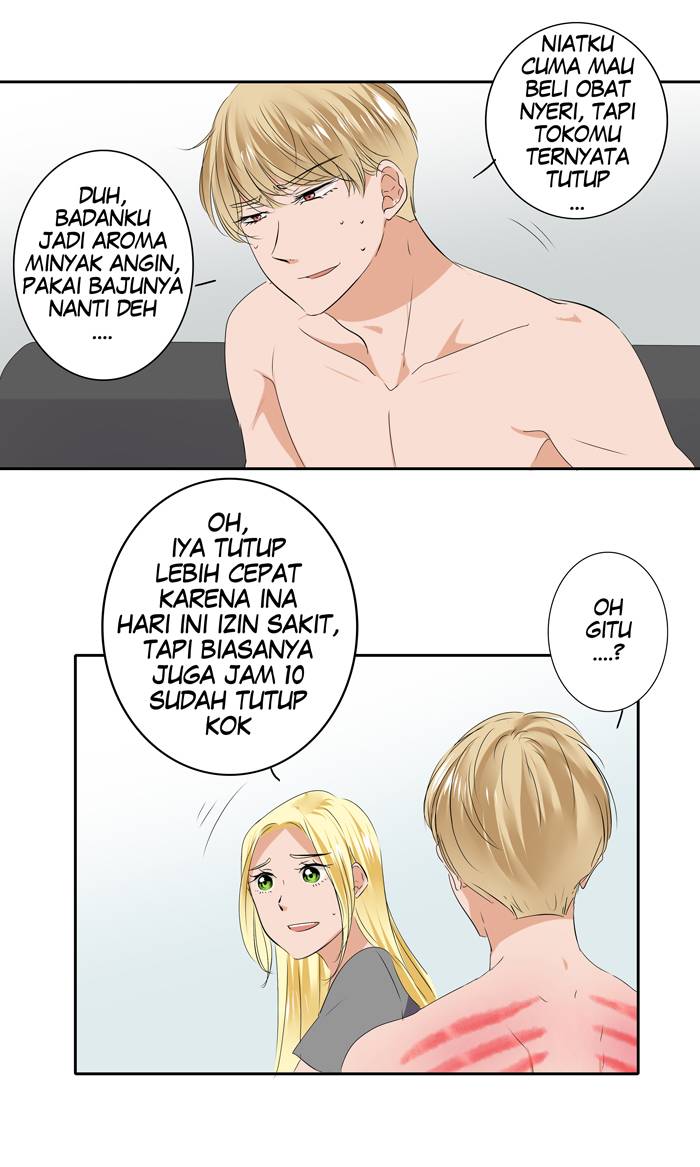 NIATKU
CUMA MAU
BELI OBAT
NYERI, TAPI
TOKOMU
TERNYATA
TUTUP
...
DUH,
BADANKU
JADI AROMA
MINYAK ANGIN,
PAKAI BAJUNYA
NANTI DEH
....
OH,
IYA TUTUP
LEBIH CEPAT
KARENA INA
HARI INI IZIN SAKIT,
TAPI BIASANYA
JUGA JAM 10
SUDAH TUTUP
KOK
OH
GITU
....?